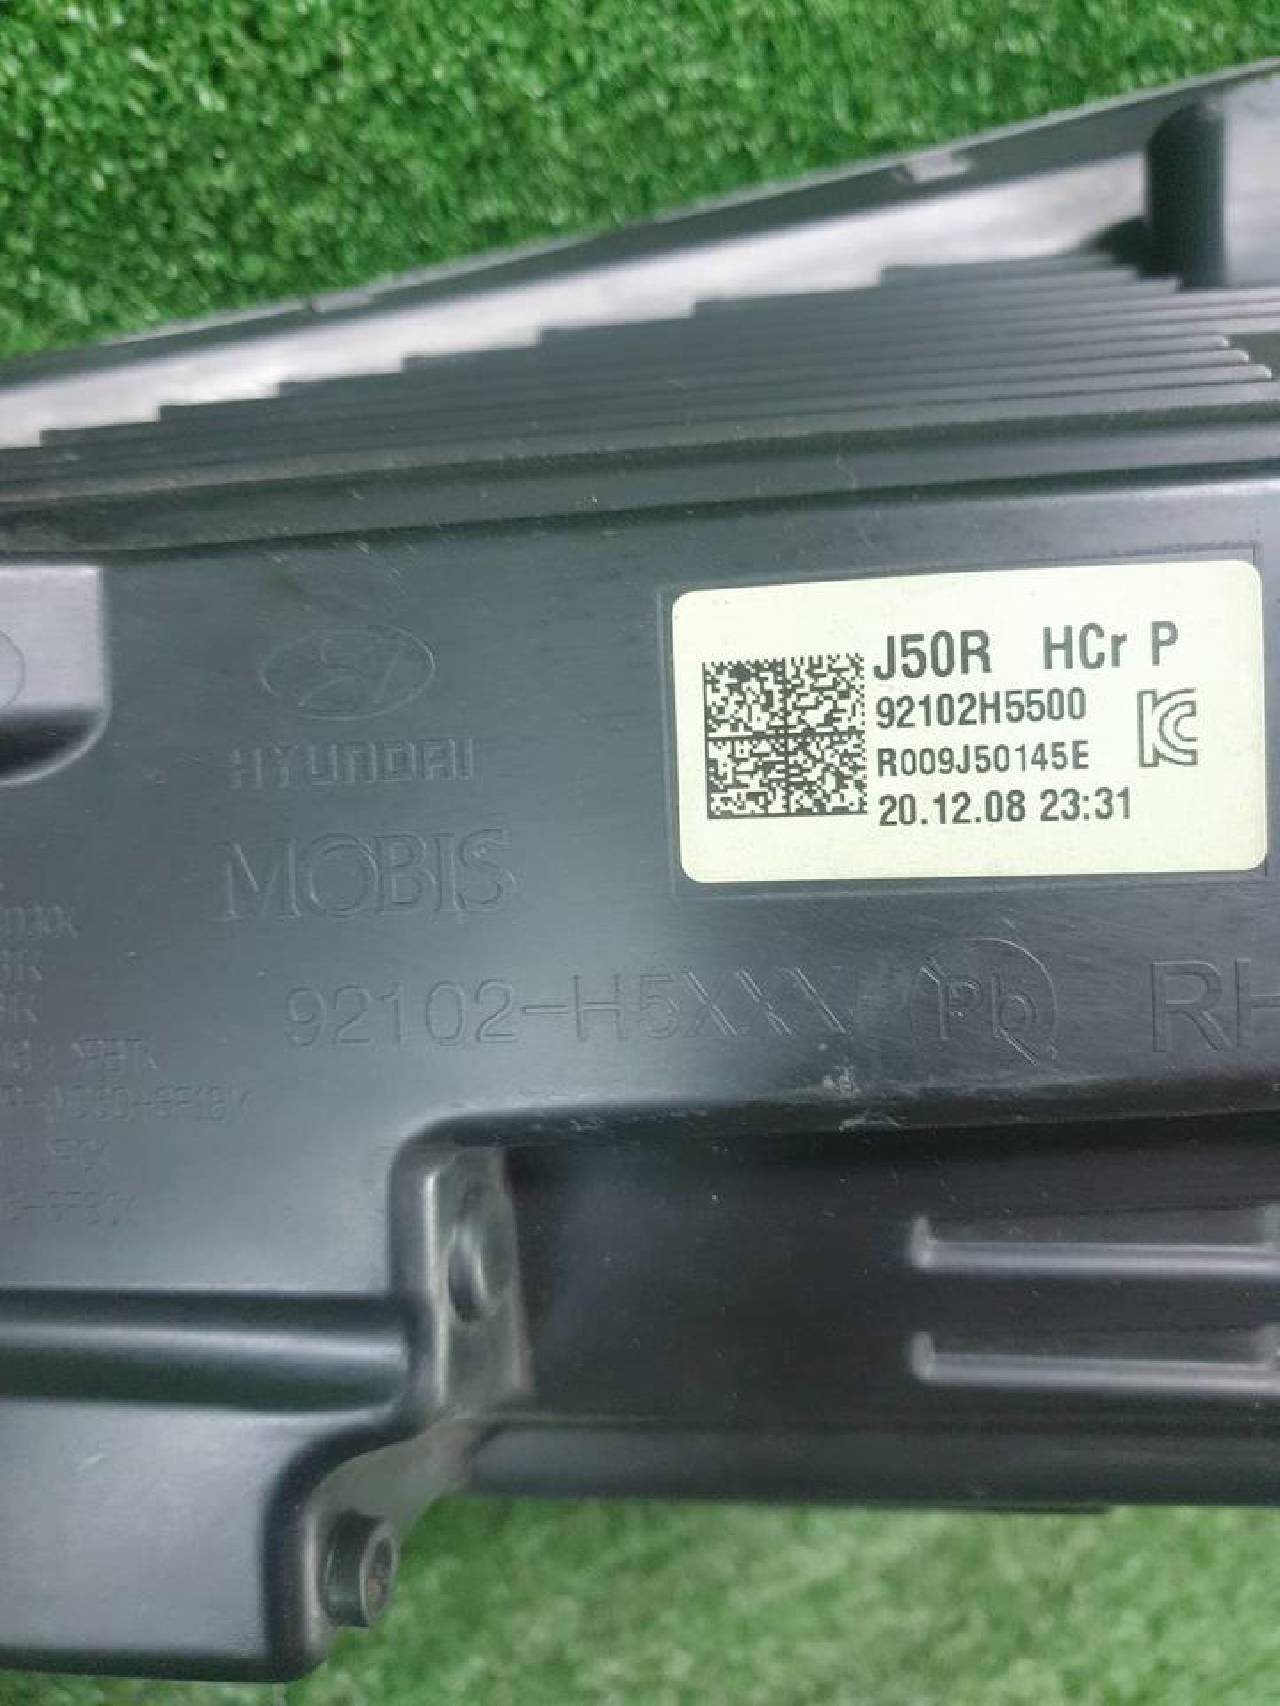 J50R HCr P
92102H5500
R009J50145E
20.12.08 23:31
HYUNDAI
MOBIS
92102-H5XXX Pb RH